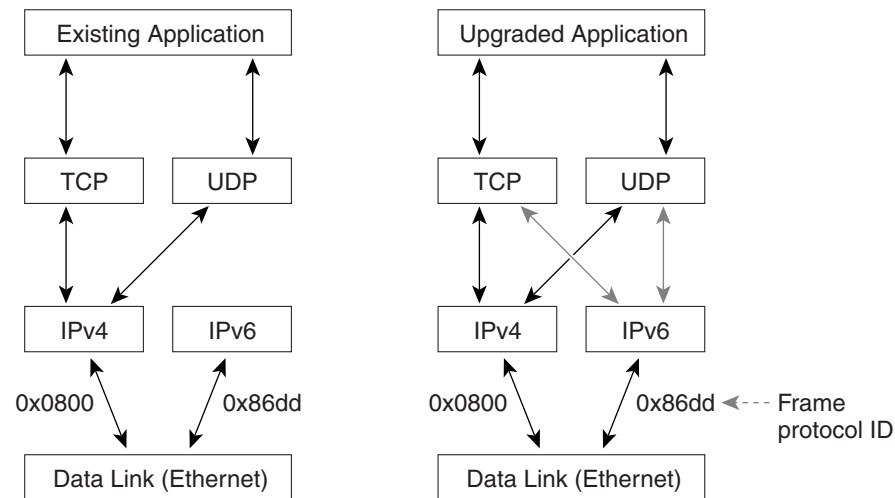 Existing Application
TCP
UDP
IPv4
IPv6
0x0800
0x86dd
Data Link (Ethernet)
Upgraded Application
TCP
UDP
IPv4
IPv6
0x0800
0x86dd
Frame
protocol ID
Data Link (Ethernet)